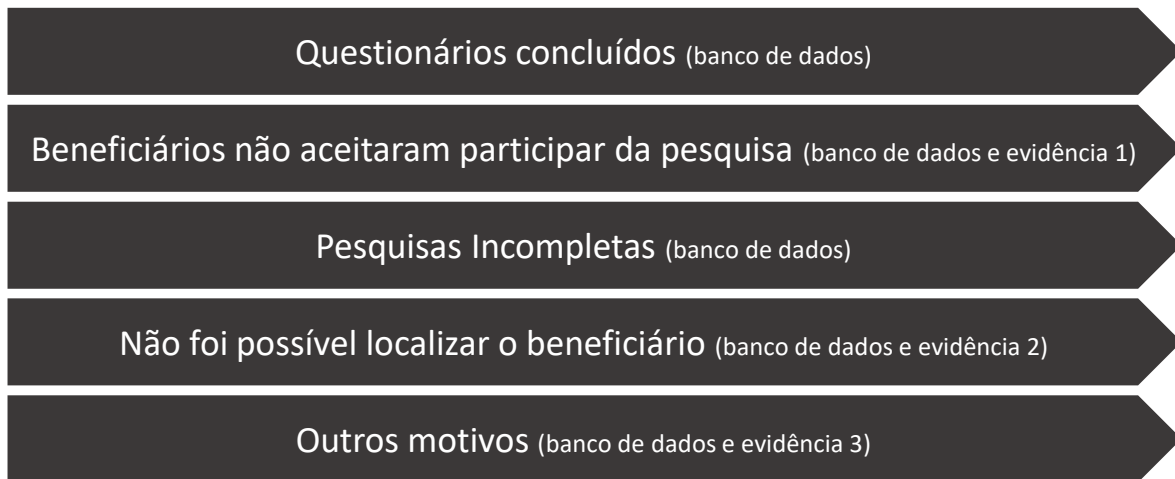 Questionários concluídos (banco de dados)
Beneficiários não aceitaram participar da pesquisa (banco de dados e evidência 1)
Pesquisas Incompletas (banco de dados)
Não foi possível localizar o beneficiário (banco de dados e evidência 2)
Outros motivos (banco de dados e evidência 3)